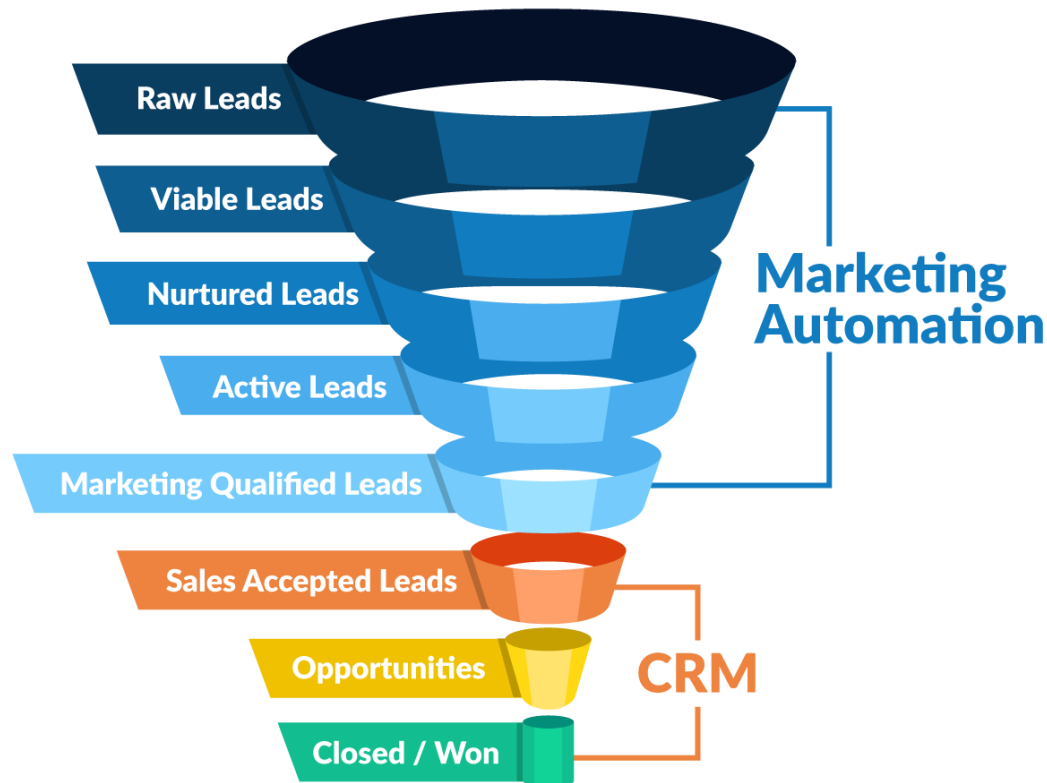 Raw Leads
Viable Leads
Nurtured Leads
Active Leads
Marketing Qualified Leads
Sales Accepted Leads
Opportunities
Closed / Won
Marketing
Automation
CRM